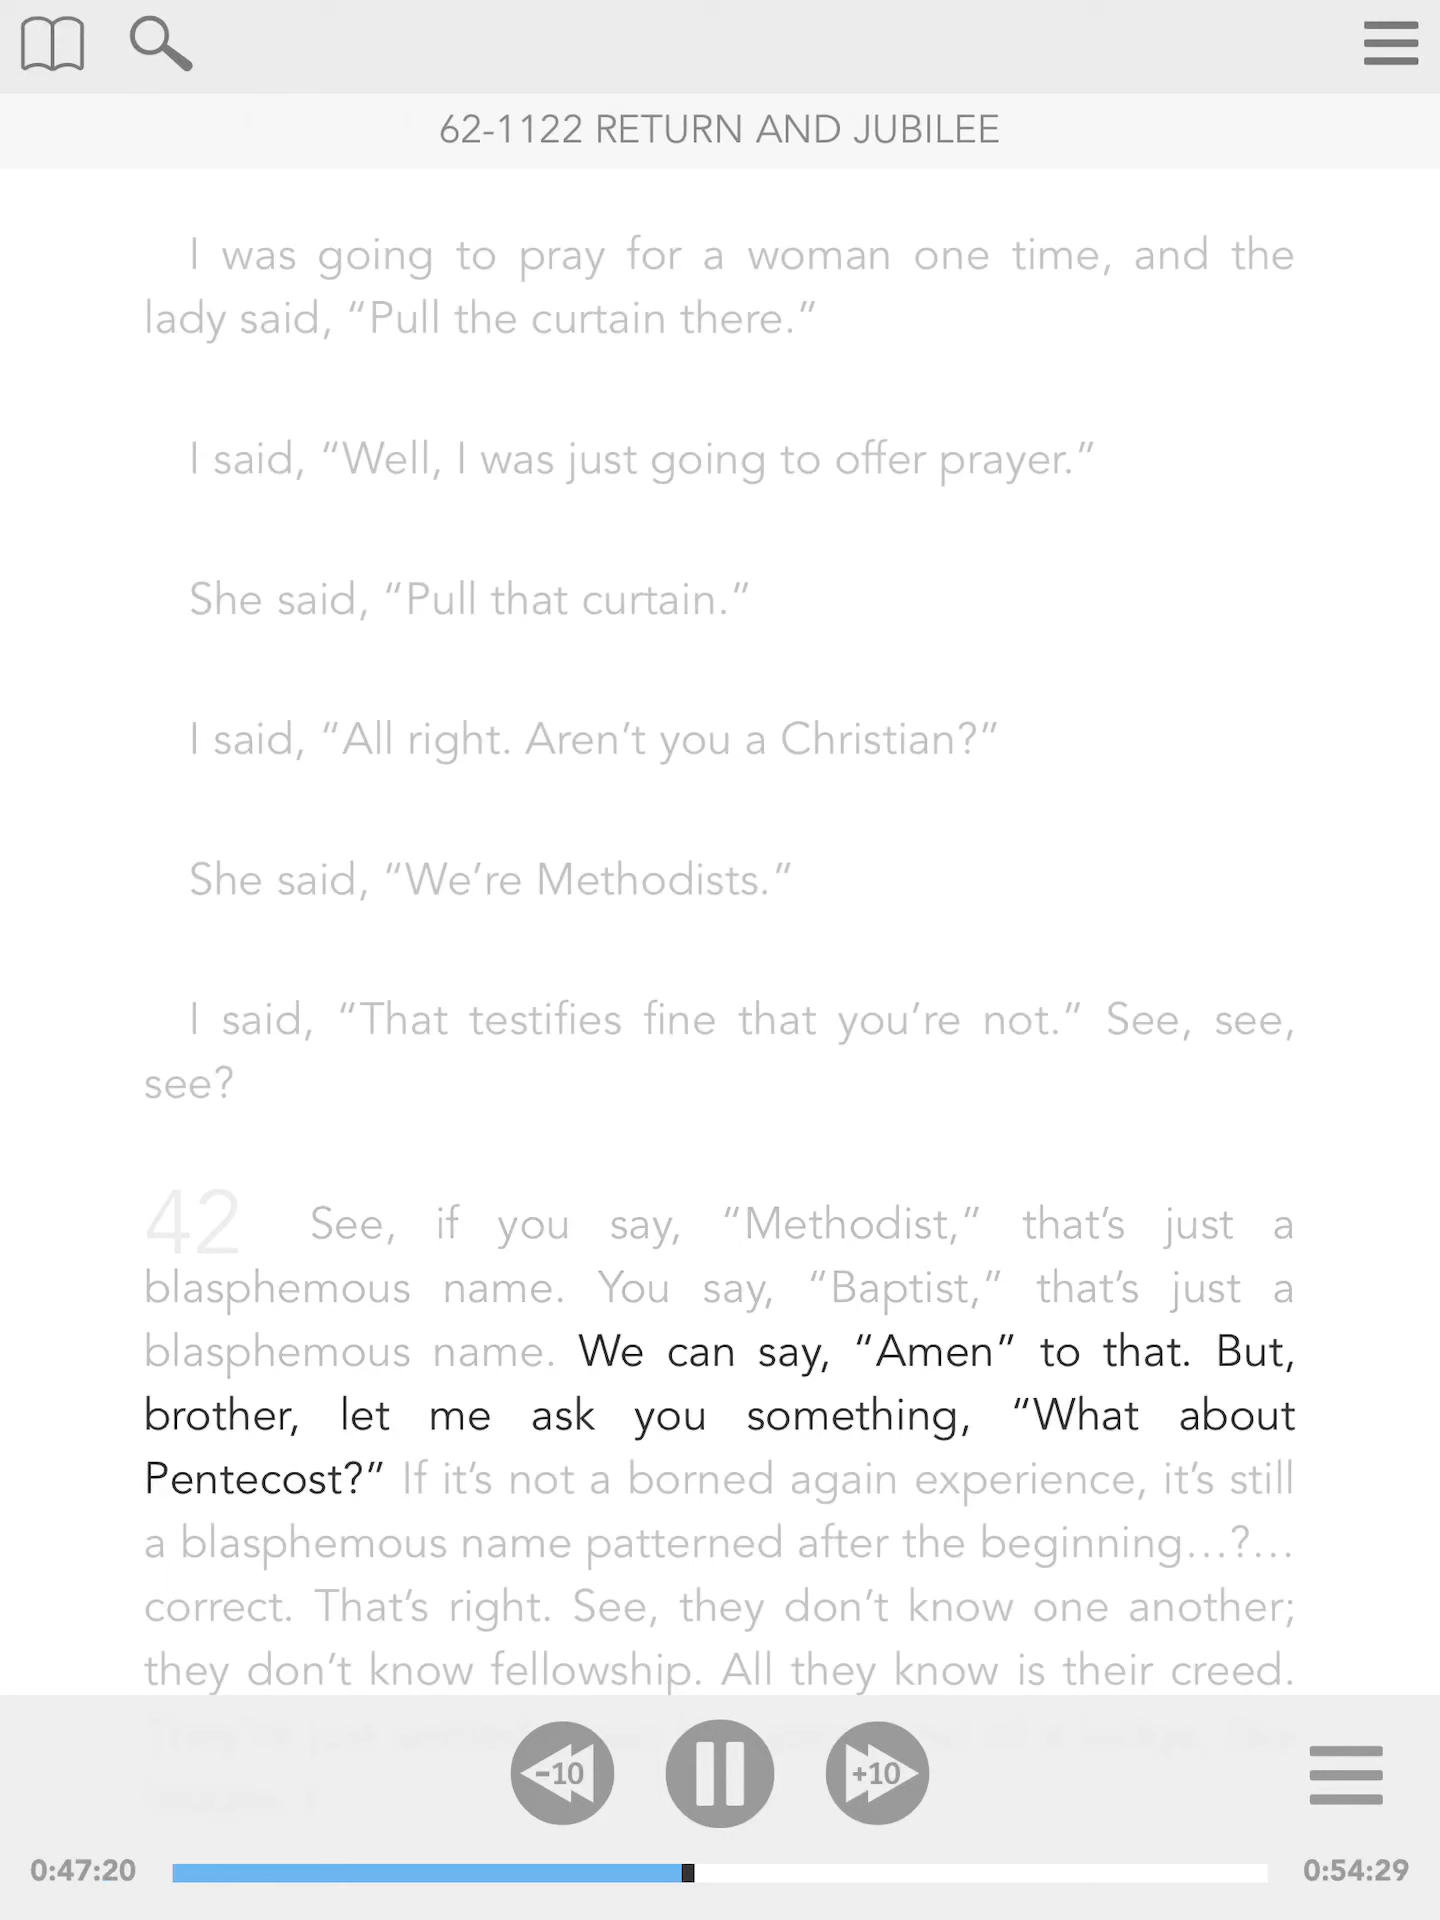 62-1122 RETURN AND JUBILEE
I was going to pray for a woman one time, and the
lady said, “Pull the curtain there.”
I said, “Well, I was just going to offer prayer.”
She said, “Pull that curtain.”
I said, “All right. Aren’t you a Christian?”
She said, “We’re Methodists.”
I said, “That testifies fine that you’re not.” See, see,
see?
42 See, if you say, “Methodist,” that’s just a
blasphemous name. You say, “Baptist,” that’s just a
blasphemous name. We can say, “Amen” to that. But,
brother, let me ask you something, “What about
Pentecost?” If it’s not a borned again experience, it’s still
a blasphemous name patterned after the beginning…?…
correct. That’s right. See, they don’t know one another;
they don’t know fellowship. All they know is their creed.
-10 +10
0:47:20 0:54:29